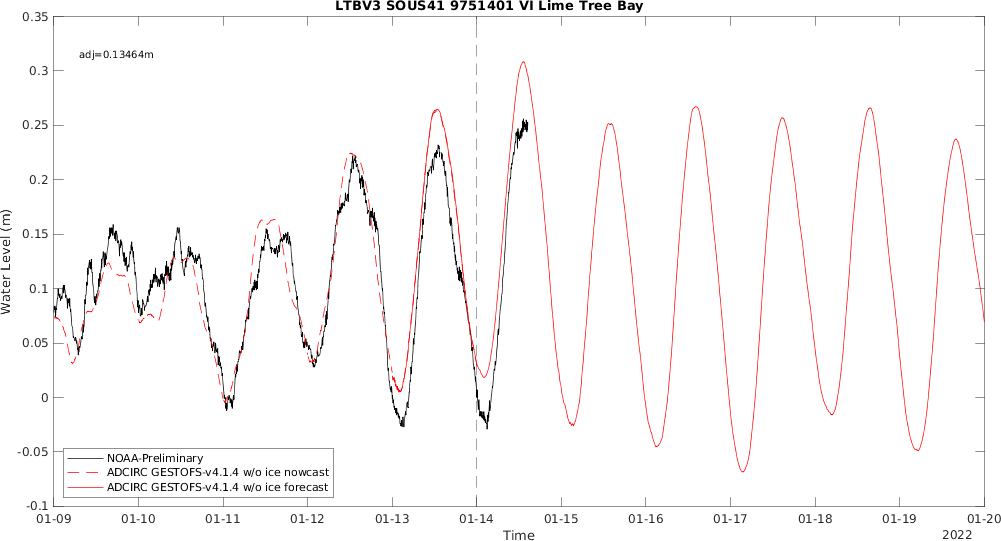 LTBV3 SOUS41 9751401 VI Lime Tree Bay
adj=0.13464m
0.35
0.3
0.25
0.2
0.15
0.1
0.05
0
-0.05
-0.1
Water Level (m)
NOAA-Preliminary
ADCIRC GESTOFS-v4.1.4 w/o ice nowcast
ADCIRC GESTOFS-v4.1.4 w/o ice forecast
01-09 01-10 01-11 01-12 01-13 01-14 01-15 01-16 01-17 01-18 01-19 01-20
Time
2022